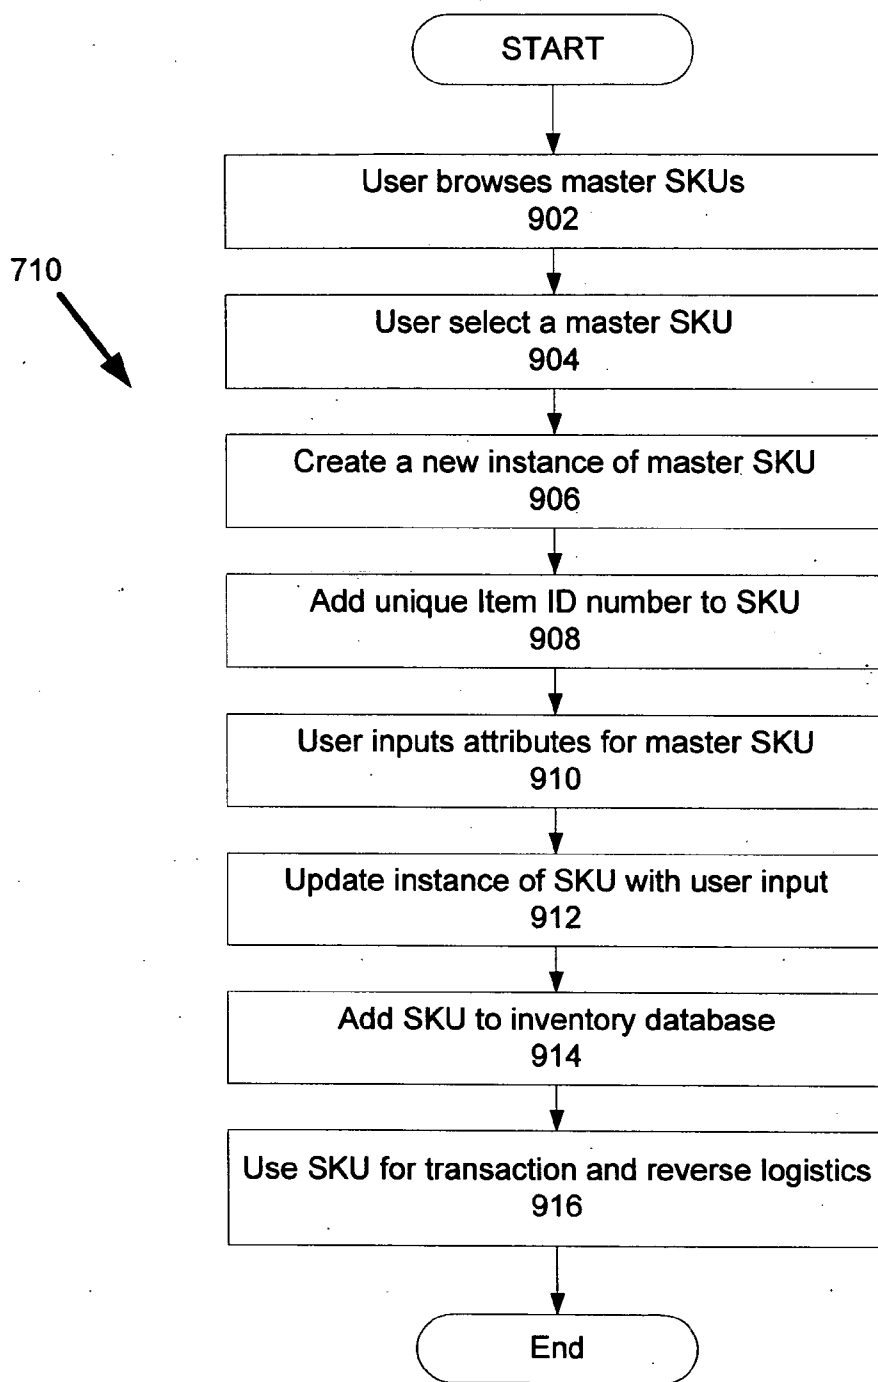 START
User browses master SKUs
902
710
User select a master SKU
904
Create a new instance of master SKU
906
Add unique Item ID number to SKU
908
User inputs attributes for master SKU
910
Update instance of SKU with user input
912
Add SKU to inventory database
914
Use SKU for transaction and reverse logistics
916
End